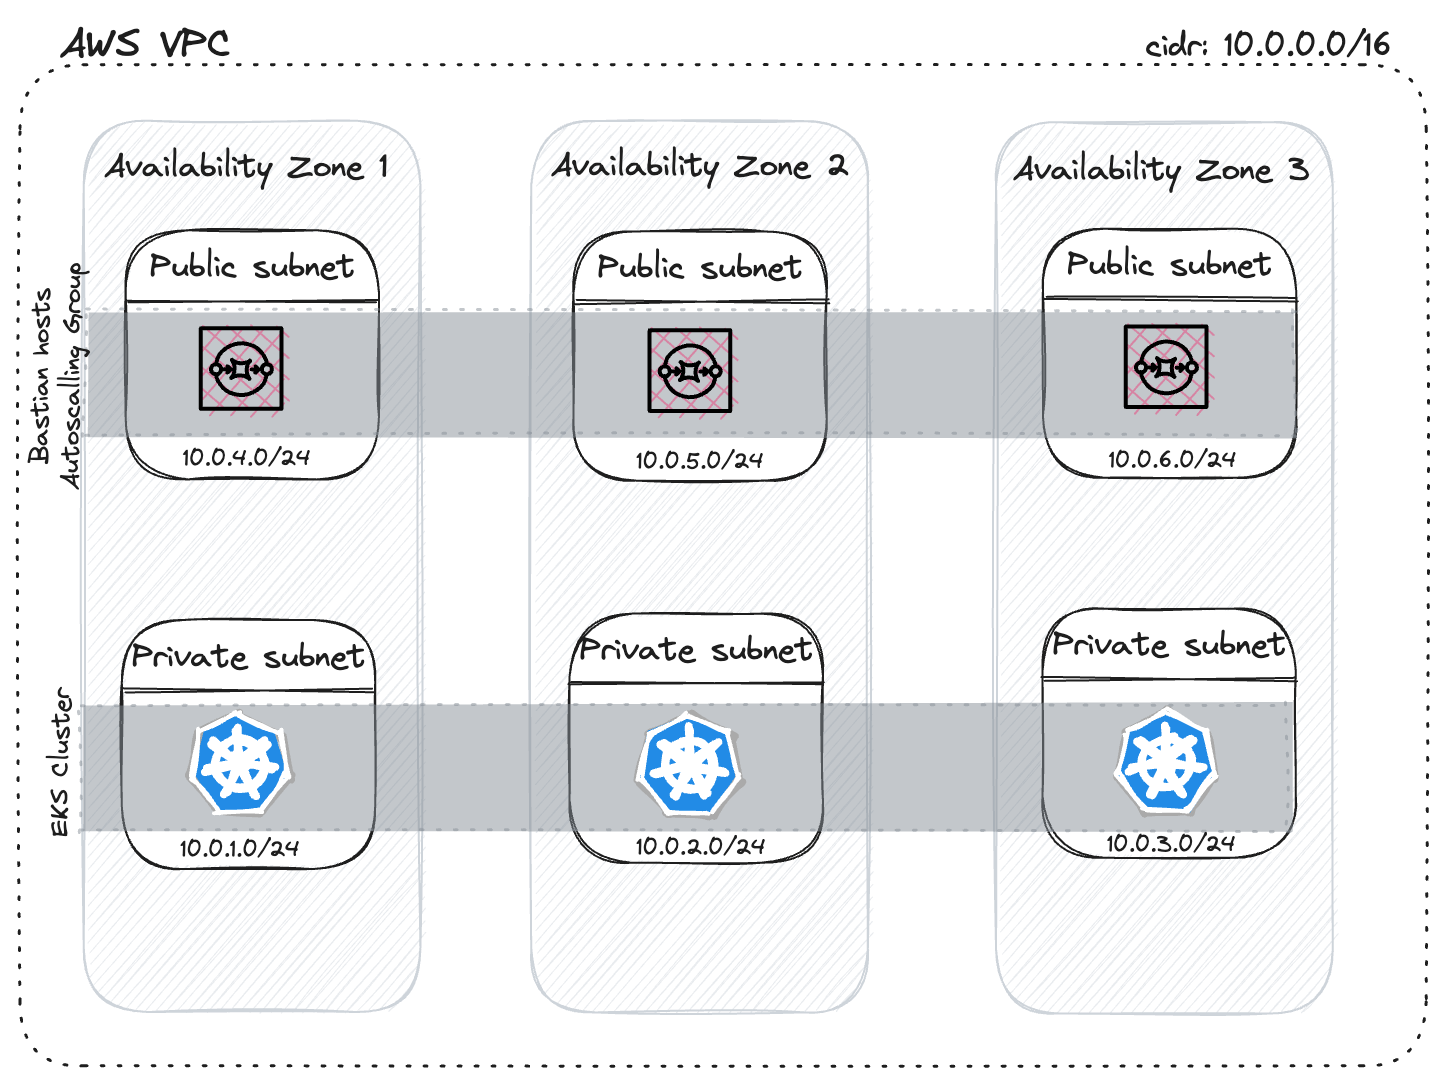 AWS VPC
cidr: 10.0.0.0/16
Availability Zone 1
Availability Zone 2
Availability Zone 3
Public subnet
Public subnet
Public subnet
Bastian hosts
Autoscalling Group
10.0.4.0/24
10.0.5.0/24
10.0.6.0/24
Private subnet
Private subnet
Private subnet
EKS Cluster
10.0.1.0/24
10.0.2.0/24
10.0.3.0/24